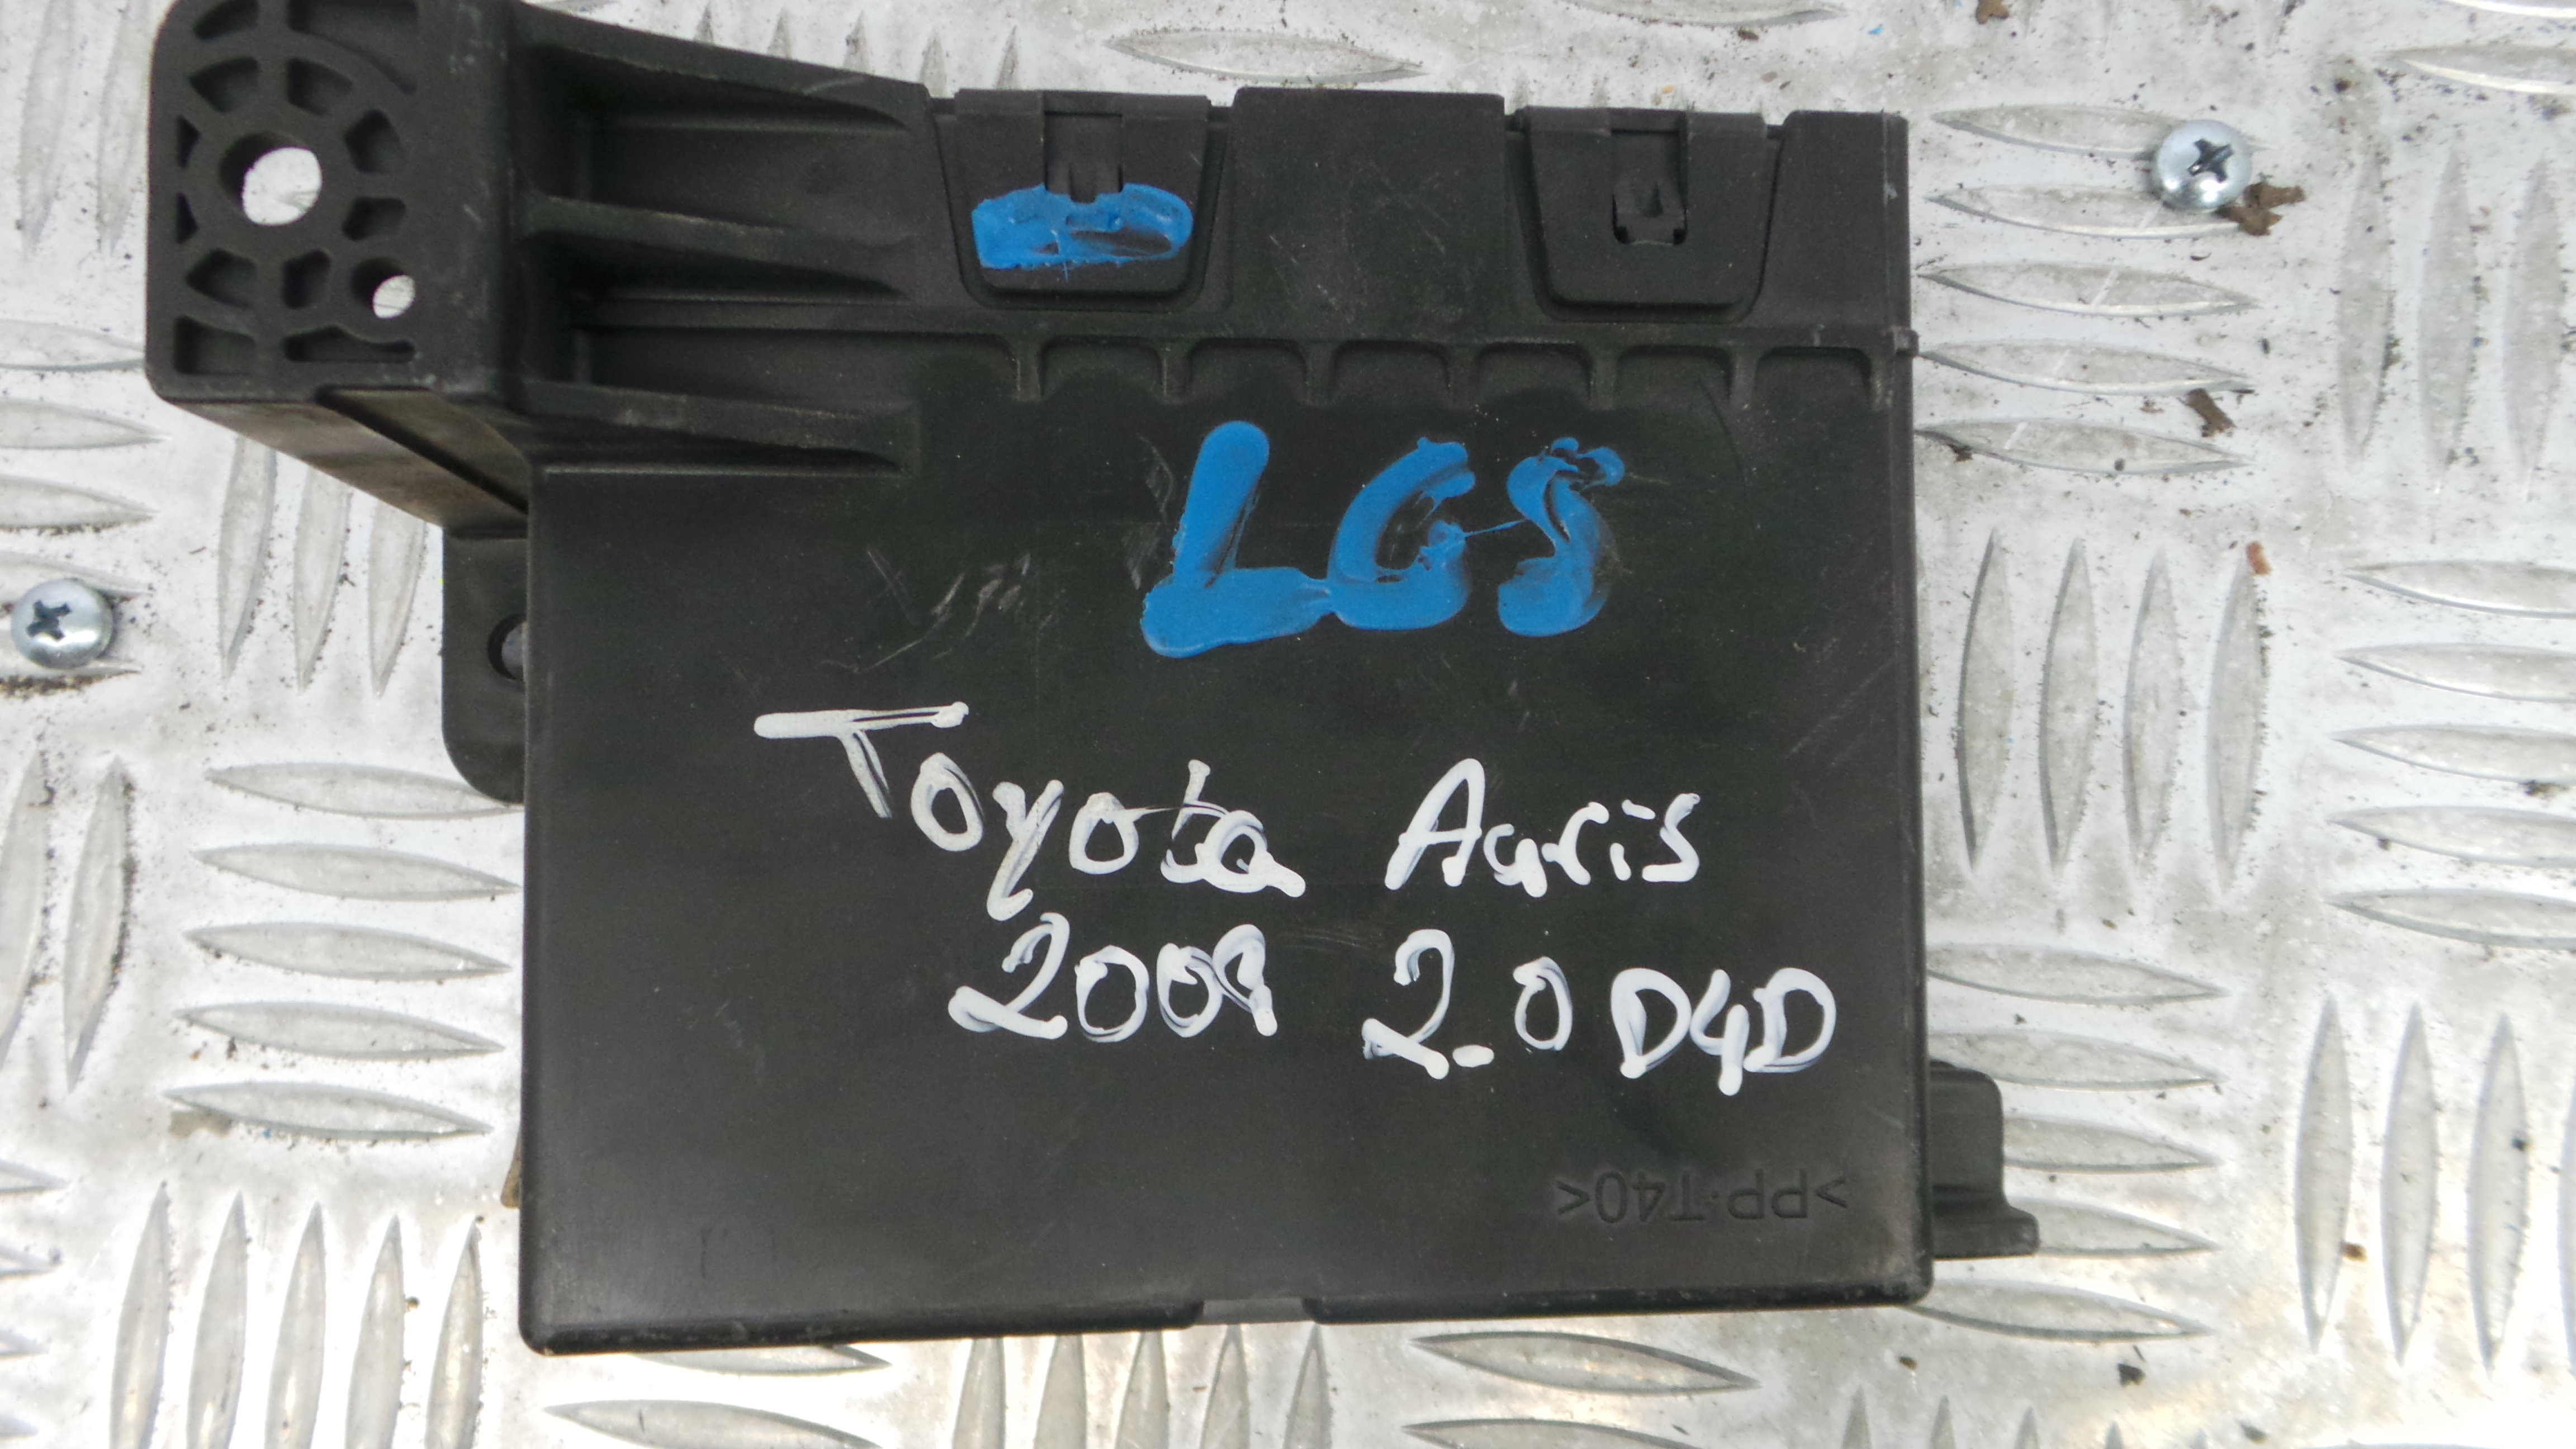 LGS
Toyota Auris
2009 2.0 D4D
>PP-T40<